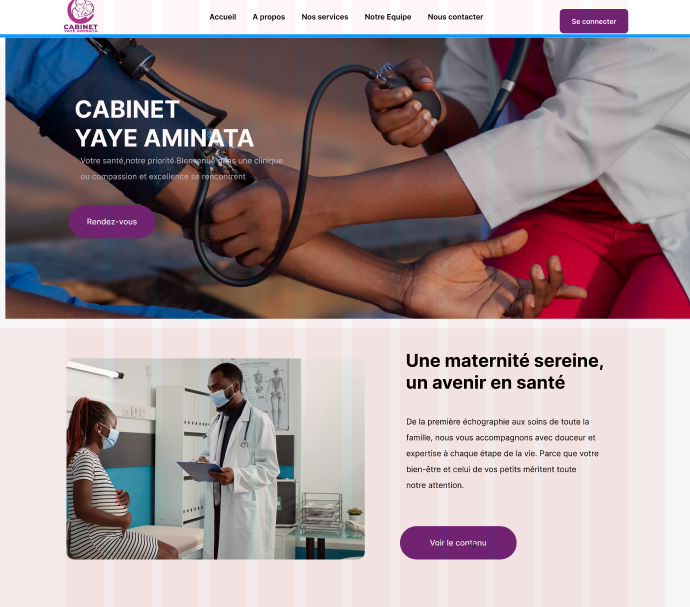 CABINET
YAYE AMINATA
Accueil
A propos
Nos services
Notre Equipe
Nous contacter
Se connecter
CABINET
YAYE AMINATA
Votre santé,notre priorité.Bienvenue dans une clinique
ou compassion et excellence se rencontrent
Rendez-vous
Une maternité sereine,
un avenir en santé
De la première échographie aux soins de toute la
famille, nous vous accompagnons avec douceur et
expertise à chaque étape de la vie. Parce que votre
bien-être et celui de vos petits méritent toute
notre attention.
Voir le contenu